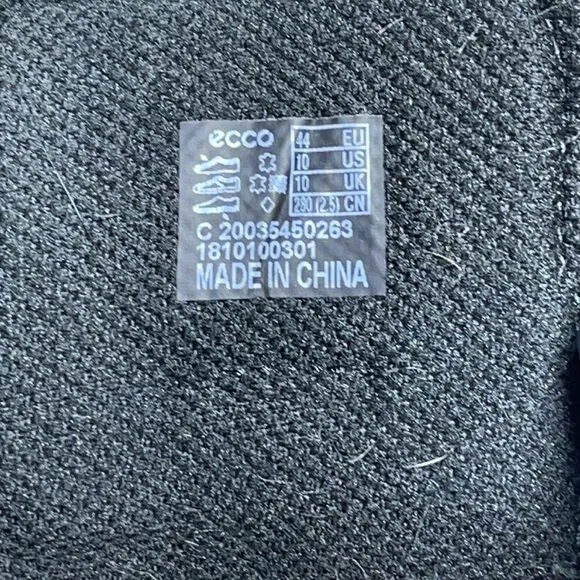 ecco
44 EU
10 US
10 UK
280 (2.5) CN
C 20035450263
1810100301
MADE IN CHINA